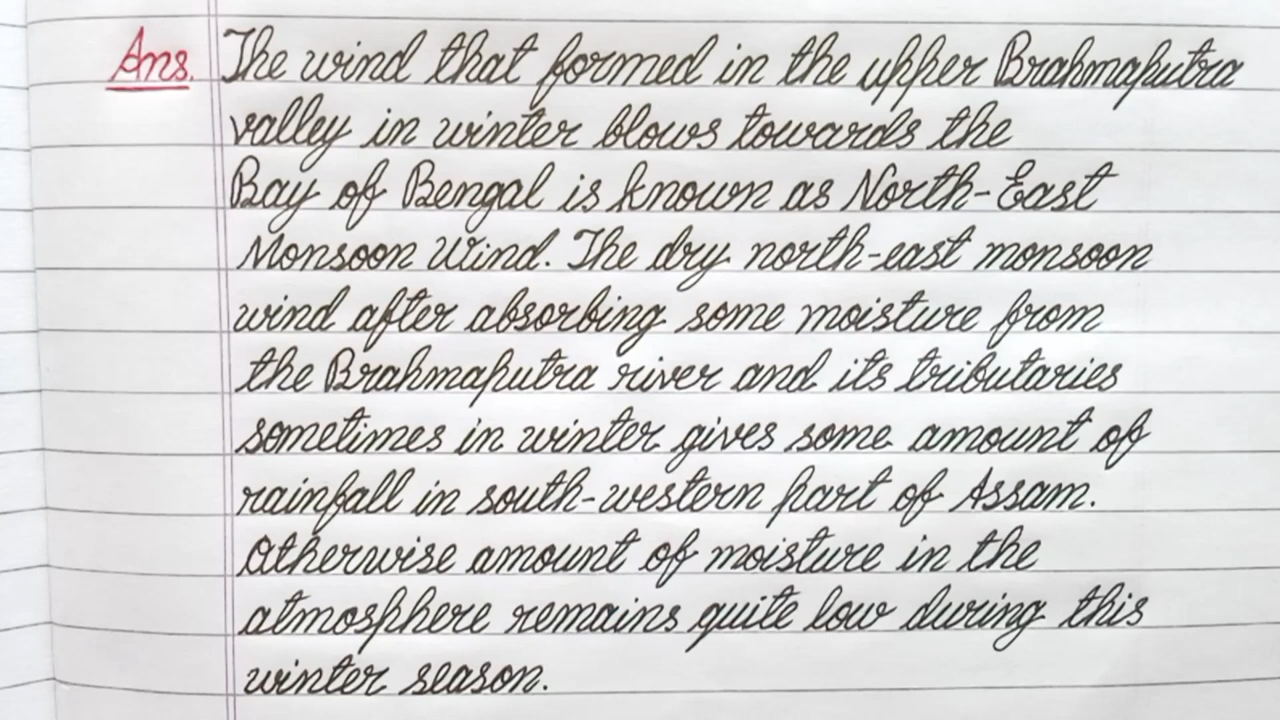 Ans. The wind that formed in the upper Brahmaputra
valley in winter blows towards the
Bay of Bengal is known as North-East
Monsoon Wind. The dry north-east monsoon
wind after absorbing some moisture from
the Brahmaputra river and its tributaries
sometimes in winter gives some amount of
rainfall in south-western part of Assam.
Otherwise amount of moisture in the
atmosphere remains quite low during this
winter season.